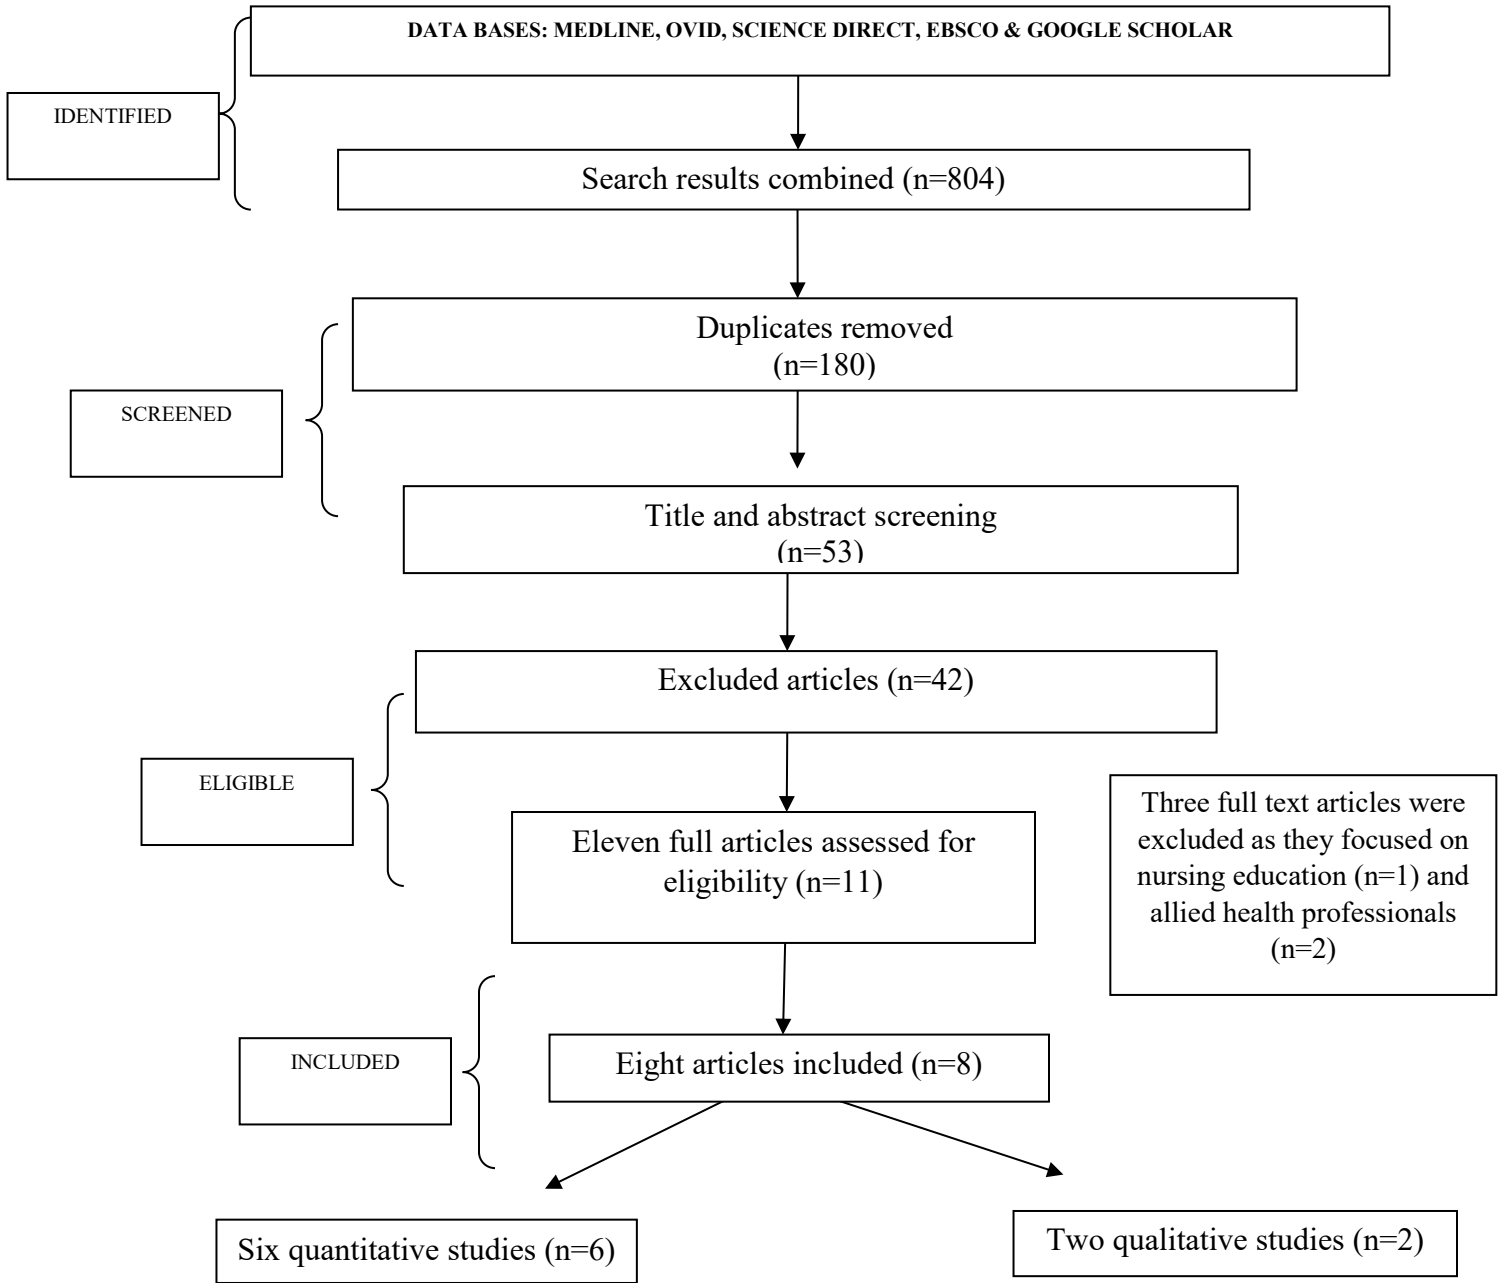 DATA BASES: MEDLINE, OVID, SCIENCE DIRECT, EBSCO & GOOGLE SCHOLAR
IDENTIFIED
Search results combined (n=804)
Duplicates removed
(n=180)
SCREENED
Title and abstract screening
(n=53)
Excluded articles (n=42)
ELIGIBLE
Eleven full articles assessed for
eligibility (n=11)
Three full text articles were
excluded as they focused on
nursing education (n=1) and
allied health professionals
(n=2)
INCLUDED
Eight articles included (n=8)
Six quantitative studies (n=6)
Two qualitative studies (n=2)